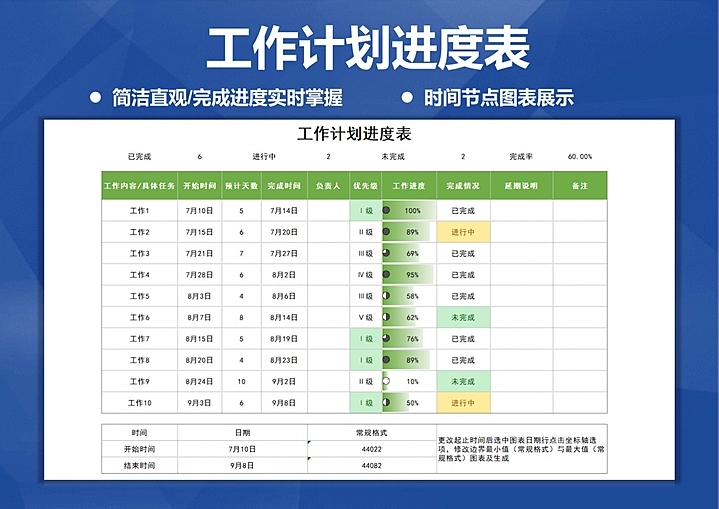 工作计划进度表
● 简洁直观/完成进度实时掌握 ● 时间节点图表展示
工作计划进度表
已完成 6 进行中 2 未完成 2 完成率 60.00%
工作内容/具体任务 开始时间 预计天数 完成时间 负责人 优先级 工作进度 完成情况 延期说明 备注
工作1 7月10日 5 7月14日 Ⅰ级 100% 已完成
工作2 7月15日 6 7月20日 Ⅱ级 89% 进行中
工作3 7月21日 7 7月27日 Ⅲ级 69% 已完成
工作4 7月28日 6 8月2日 Ⅳ级 95% 已完成
工作5 8月3日 4 8月6日 Ⅲ级 58% 已完成
工作6 8月7日 8 8月14日 Ⅴ级 62% 未完成
工作7 8月15日 5 8月19日 Ⅰ级 76% 已完成
工作8 8月20日 4 8月23日 Ⅰ级 89% 已完成
工作9 8月24日 10 9月2日 Ⅱ级 10% 未完成
工作10 9月3日 6 9月8日 Ⅰ级 50% 进行中
时间 日期 常规格式
开始时间 7月10日 44022
结束时间 9月8日 44082
更改起止时间后选中图表日期行点击坐标轴选
项，修改边界最小值（常规格式）与最大值（常
规格式）图表及生成